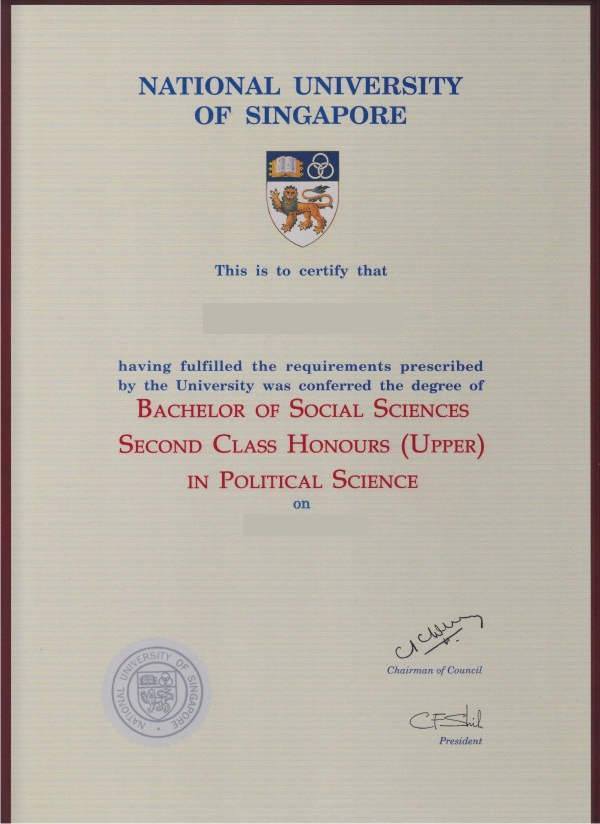 NATIONAL UNIVERSITY
OF SINGAPORE
This is to certify that
having fulfilled the requirements prescribed
by the University was conferred the degree of
Bachelor of Social Sciences
Second Class Honours (Upper)
in Political Science
on
Chairman of Council
President
NATIONAL UNIVERSITY OF SINGAPORE